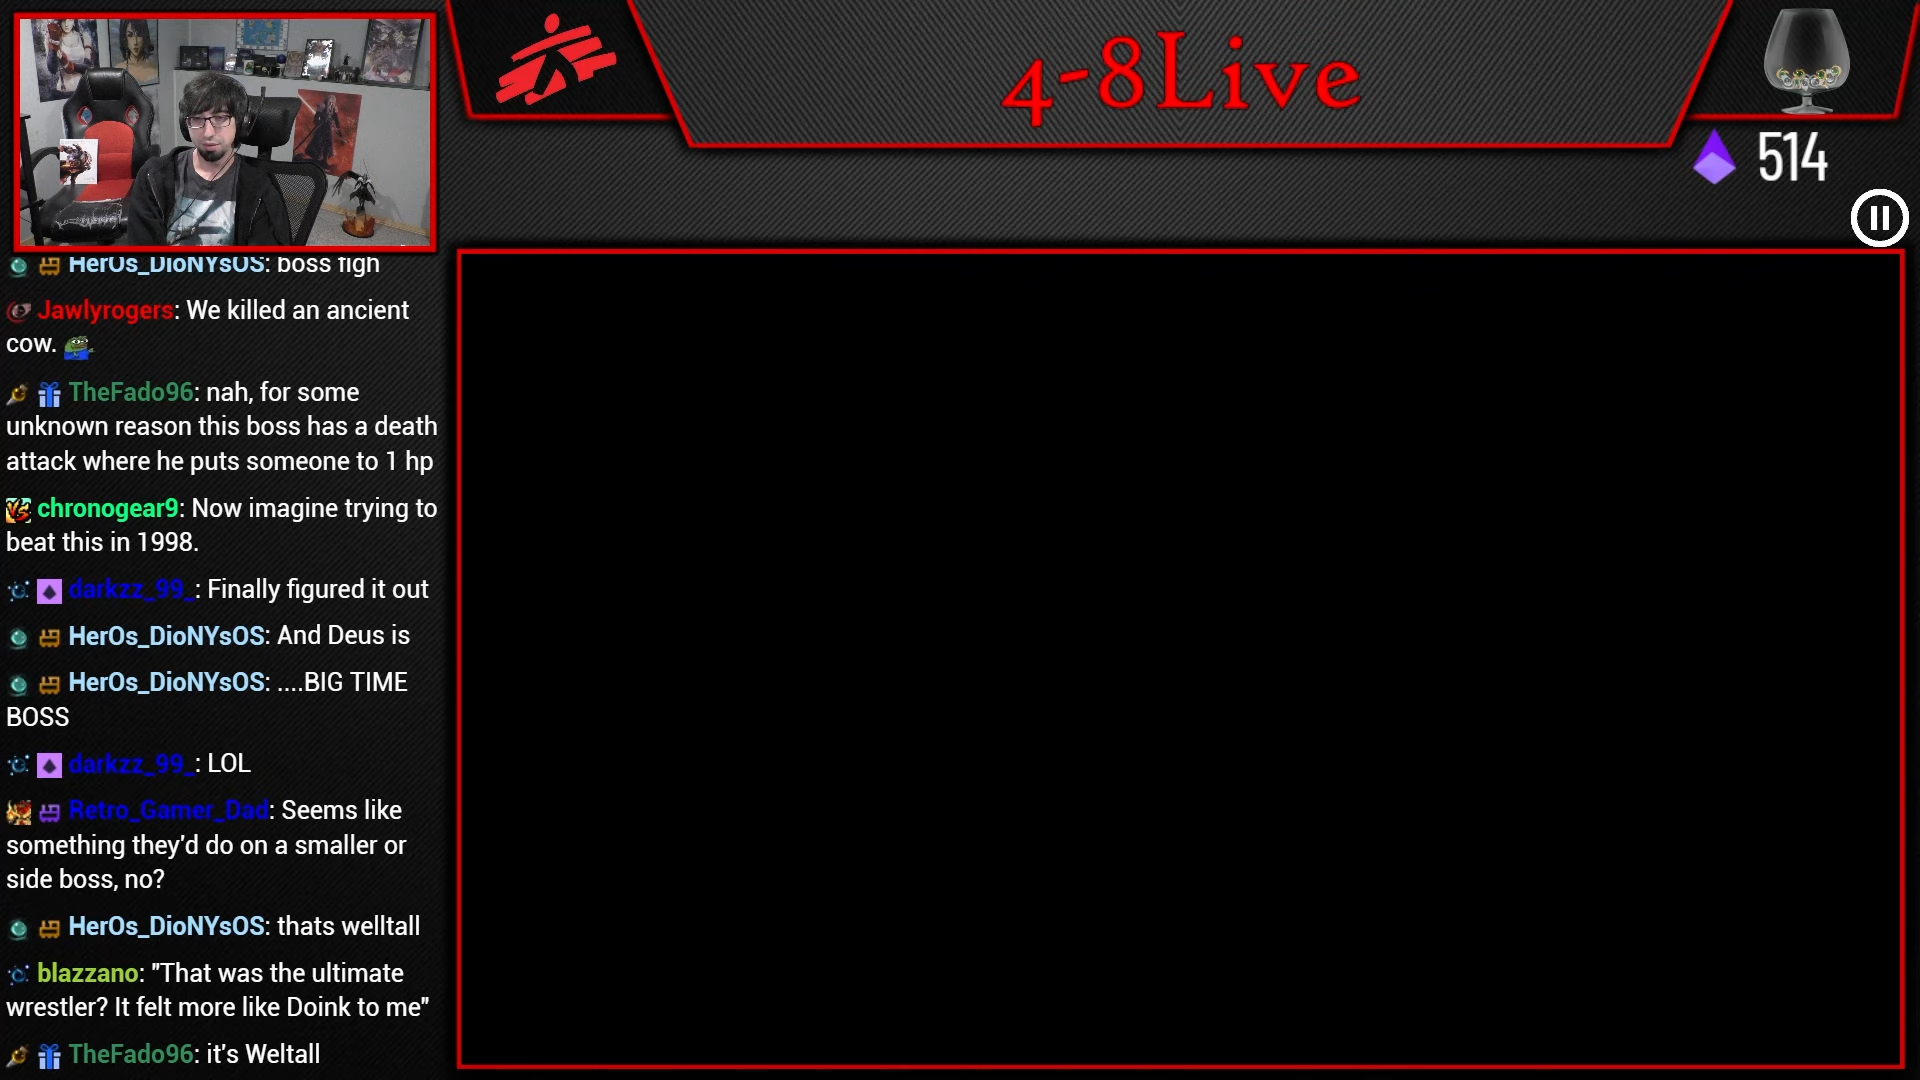 4-8Live
514
HerOs_DioNYsOS: boss figh
Jawlyrogers: We killed an ancient
cow.
TheFado96: nah, for some
unknown reason this boss has a death
attack where he puts someone to 1 hp
chronogear9: Now imagine trying to
beat this in 1998.
darkzz_99_: Finally figured it out
HerOs_DioNYsOS: And Deus is
HerOs_DioNYsOS: ....BIG TIME
BOSS
darkzz_99_: LOL
Retro_Gamer_Dad: Seems like
something they'd do on a smaller or
side boss, no?
HerOs_DioNYsOS: thats welltall
blazzano: "That was the ultimate
wrestler? It felt more like Doink to me"
TheFado96: it's Weltall